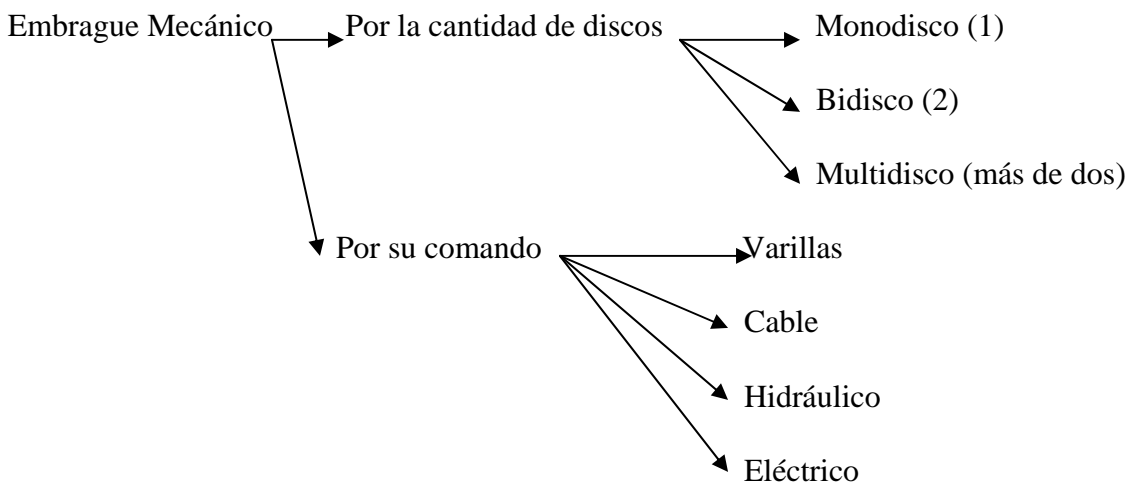 Embrague Mecánico Por la cantidad de discos Monodisco (1)
Bidisco (2)
Multidisco (más de dos)
Por su comando Varillas
Cable
Hidráulico
Eléctrico